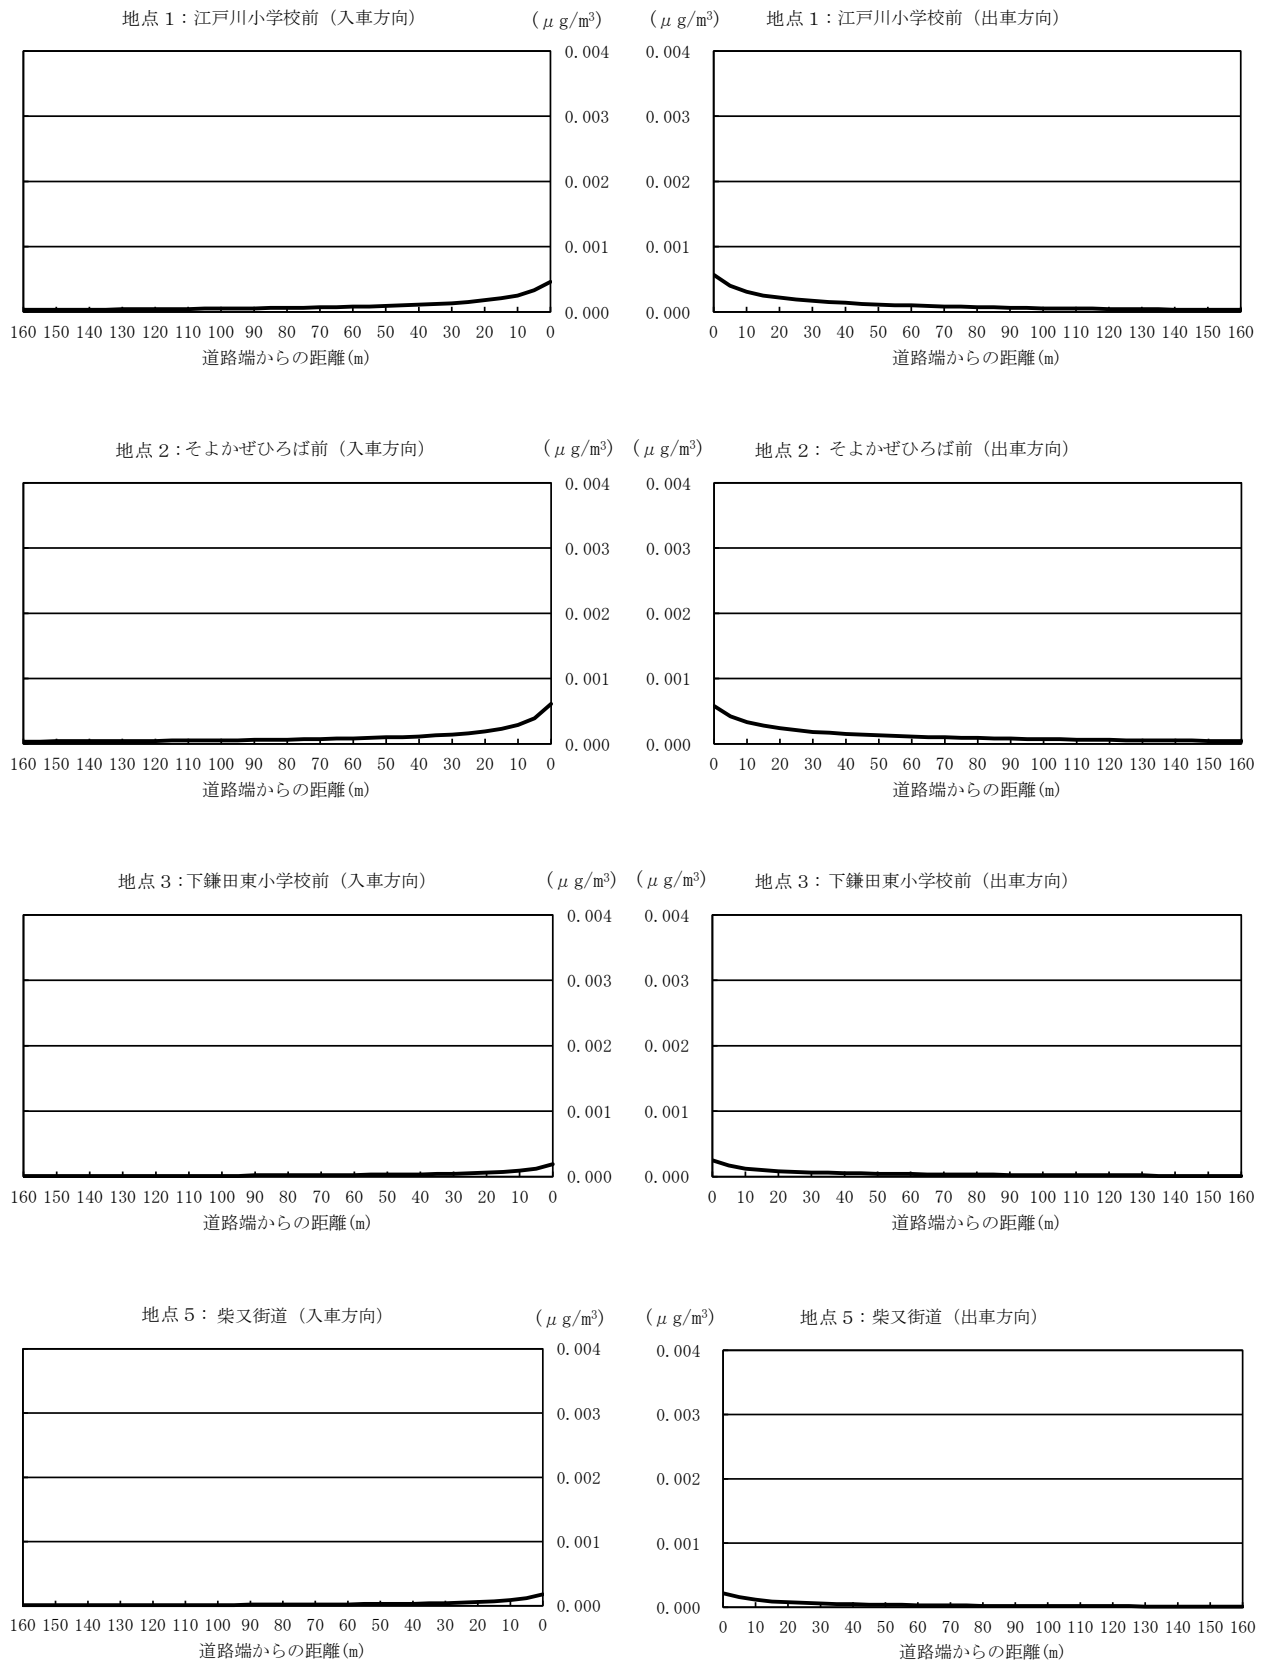 地点１：江戸川小学校前（入車方向） (μg/m³)
0.004
0.003
0.002
0.001
0.000
160 150 140 130 120 110 100 90 80 70 60 50 40 30 20 10 0
道路端からの距離(m)
(μg/m³) 地点１：江戸川小学校前（出車方向）
0.004
0.003
0.002
0.001
0.000
0 10 20 30 40 50 60 70 80 90 100 110 120 130 140 150 160
道路端からの距離(m)
地点２：そよかぜひろば前（入車方向） (μg/m³)
0.004
0.003
0.002
0.001
0.000
160 150 140 130 120 110 100 90 80 70 60 50 40 30 20 10 0
道路端からの距離(m)
(μg/m³) 地点２：そよかぜひろば前（出車方向）
0.004
0.003
0.002
0.001
0.000
0 10 20 30 40 50 60 70 80 90 100 110 120 130 140 150 160
道路端からの距離(m)
地点３：下鎌田東小学校前（入車方向） (μg/m³)
0.004
0.003
0.002
0.001
0.000
160 150 140 130 120 110 100 90 80 70 60 50 40 30 20 10 0
道路端からの距離(m)
(μg/m³) 地点３：下鎌田東小学校前（出車方向）
0.004
0.003
0.002
0.001
0.000
0 10 20 30 40 50 60 70 80 90 100 110 120 130 140 150 160
道路端からの距離(m)
地点５：柴又街道（入車方向） (μg/m³)
0.004
0.003
0.002
0.001
0.000
160 150 140 130 120 110 100 90 80 70 60 50 40 30 20 10 0
道路端からの距離(m)
(μg/m³) 地点５：柴又街道（出車方向）
0.004
0.003
0.002
0.001
0.000
0 10 20 30 40 50 60 70 80 90 100 110 120 130 140 150 160
道路端からの距離(m)